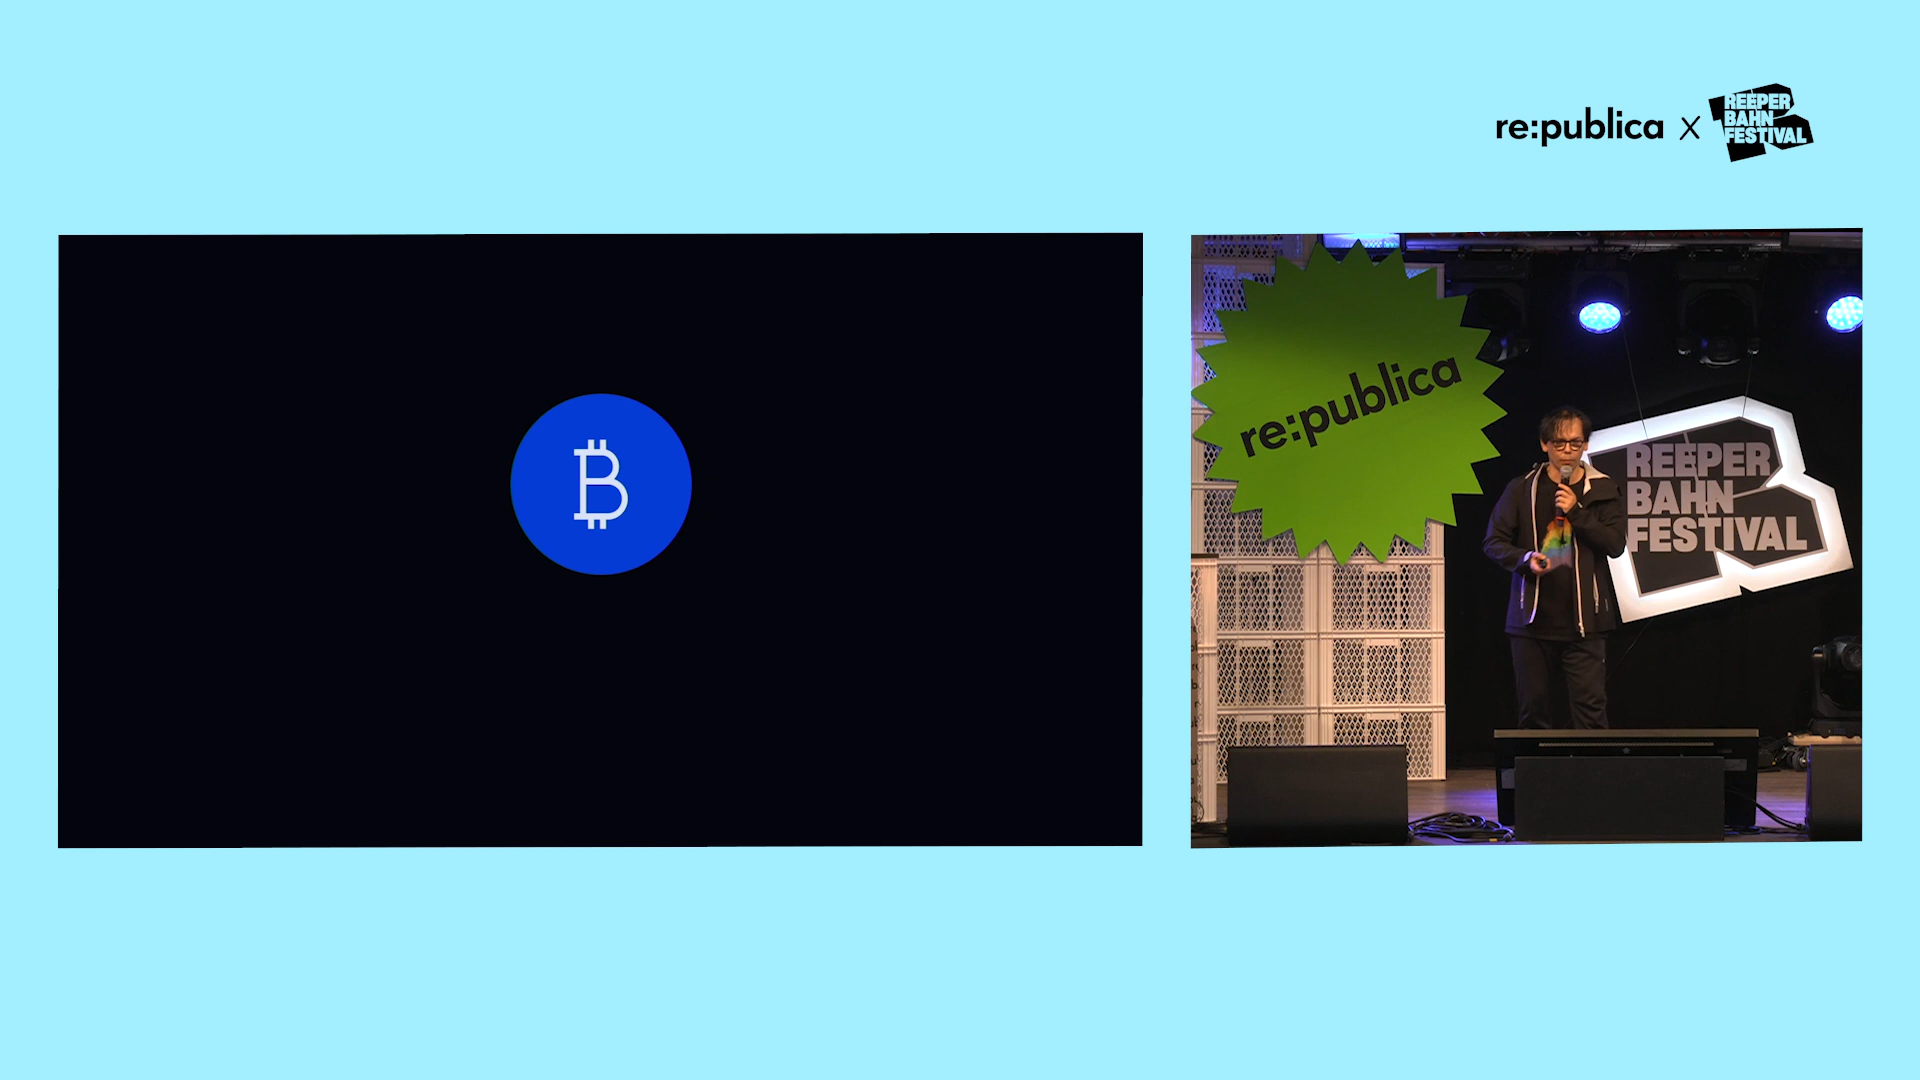 re:publica x
REEPER
BAHN
FESTIVAL
re:publica
REEPER
BAHN
FESTIVAL